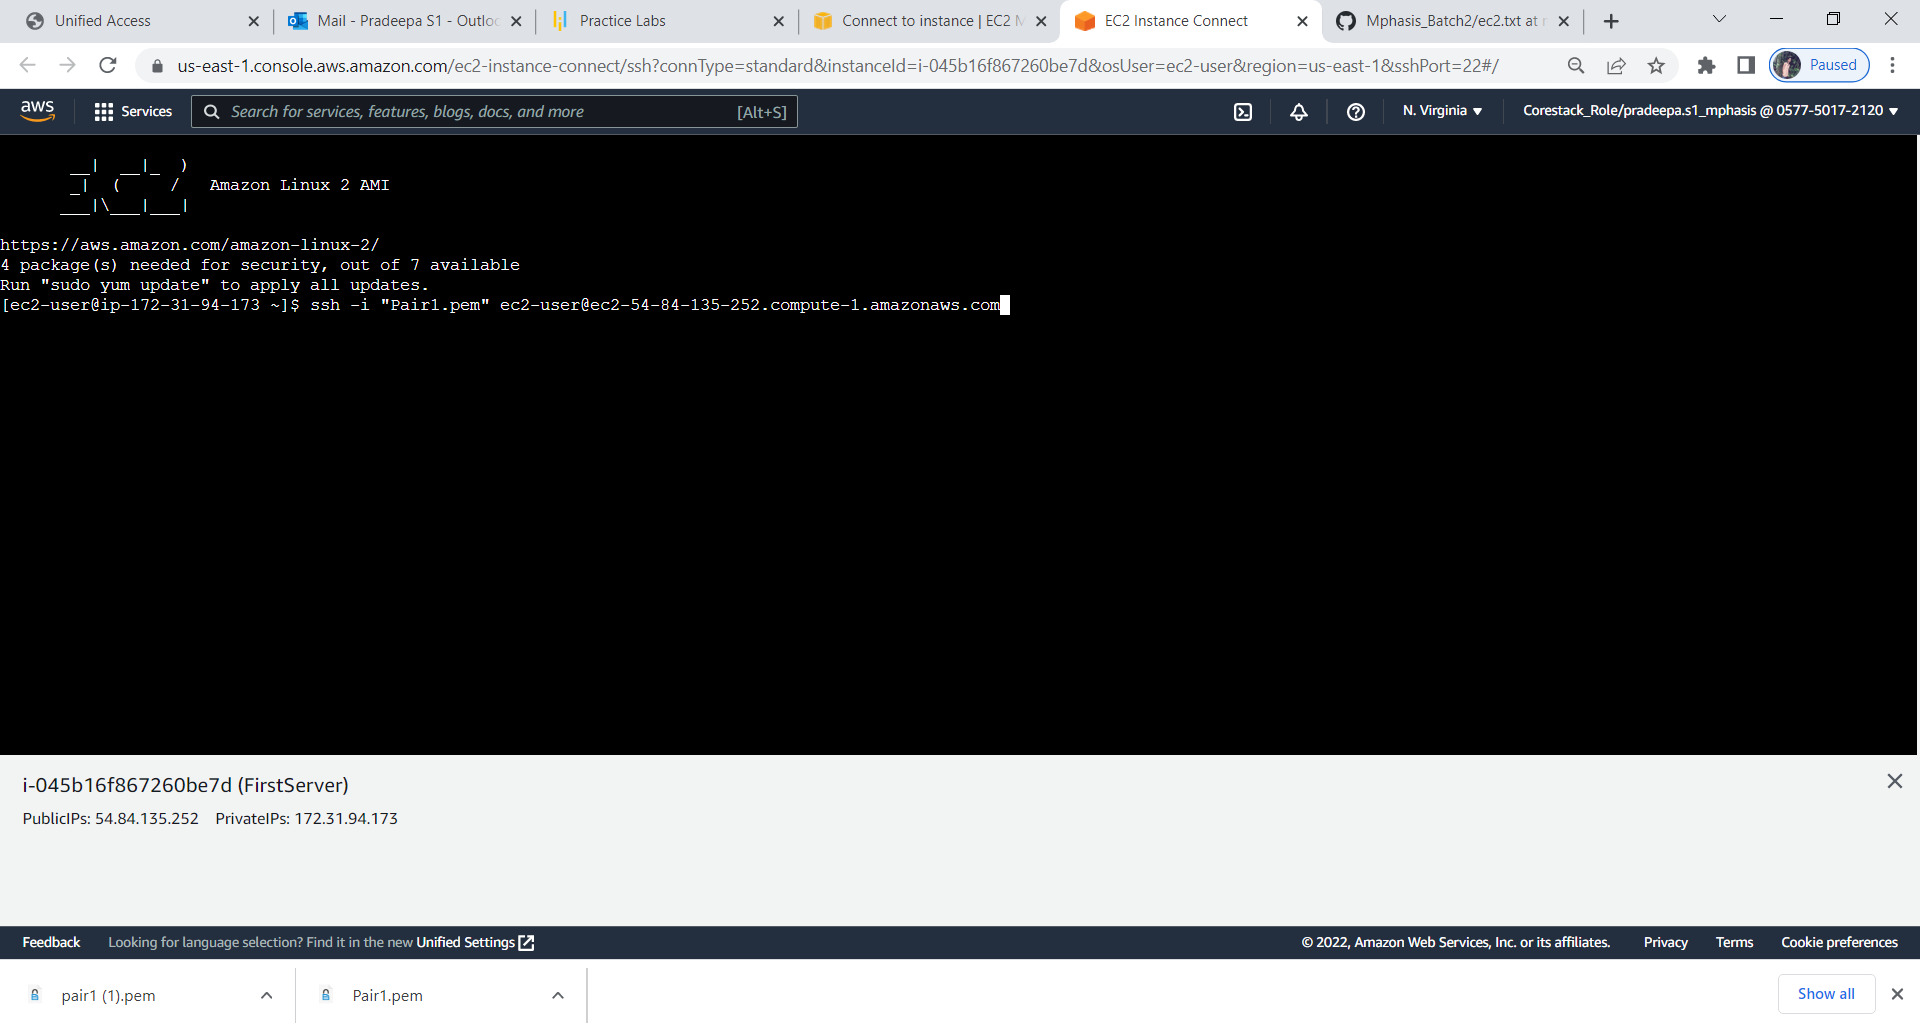 Unified Access
Mail - Pradeepa S1 - Outloo
Practice Labs
Connect to instance | EC2 M
EC2 Instance Connect
Mphasis_Batch2/ec2.txt at
us-east-1.console.aws.amazon.com/ec2-instance-connect/ssh?connType=standard&instanceId=i-045b16f867260be7d&osUser=ec2-user&region=us-east-1&sshPort=22#/
Paused
aws
Services
Search for services, features, blogs, docs, and more
[Alt+S]
N. Virginia
Corestack_Role/pradeepa.s1_mphasis @ 0577-5017-2120
       __|  __|_  )
       _|  (     /   Amazon Linux 2 AMI
      ___|\___|___|
https://aws.amazon.com/amazon-linux-2/
4 package(s) needed for security, out of 7 available
Run "sudo yum update" to apply all updates.
[ec2-user@ip-172-31-94-173 ~]$ ssh -i "Pair1.pem" ec2-user@ec2-54-84-135-252.compute-1.amazonaws.com
i-045b16f867260be7d (FirstServer)
PublicIPs: 54.84.135.252 PrivateIPs: 172.31.94.173
Feedback
Looking for language selection? Find it in the new Unified Settings
© 2022, Amazon Web Services, Inc. or its affiliates.
Privacy
Terms
Cookie preferences
pair1 (1).pem
Pair1.pem
Show all